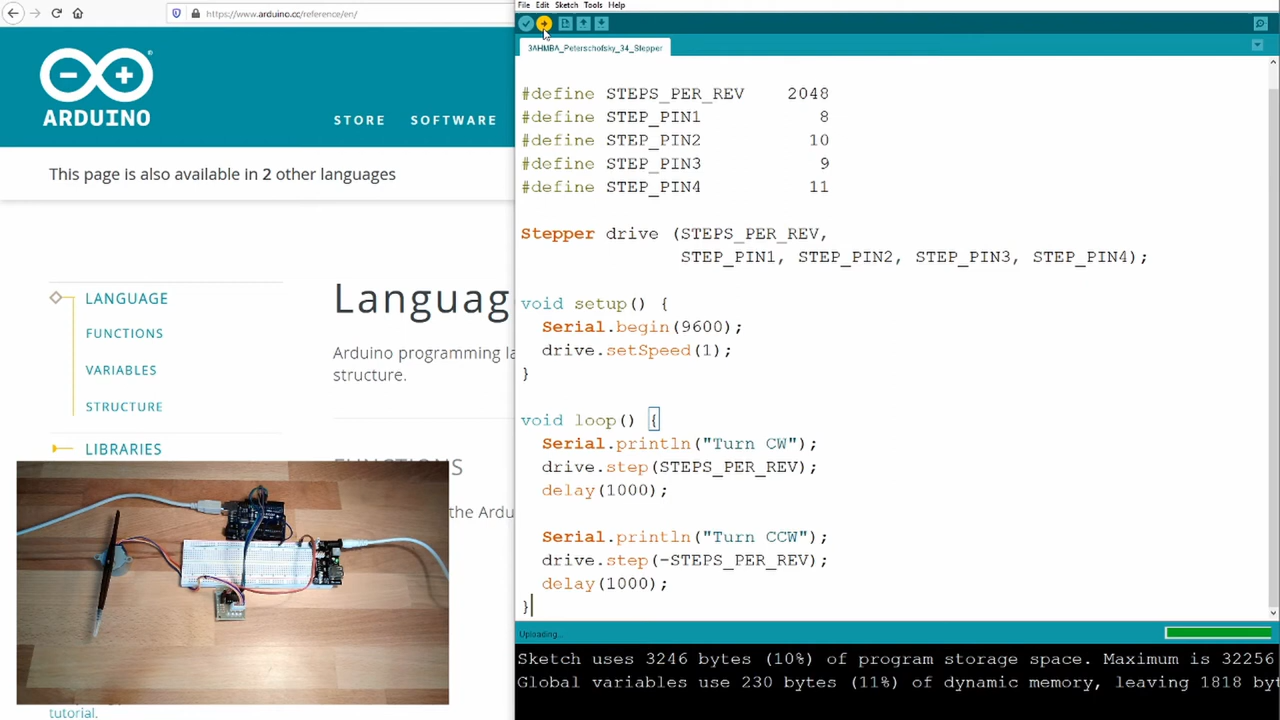 https://www.arduino.cc/reference/en/
ARDUINO
STORE SOFTWARE
This page is also available in 2 other languages
LANGUAGE
FUNCTIONS
VARIABLES
STRUCTURE
LIBRARIES
Languag
Arduino programming la
structure.
FUNCTIONS
the Ardu
tutorial.
File Edit Sketch Tools Help
3AHMBA_Peterschofsky_34_Stepper
#define STEPS_PER_REV 2048
#define STEP_PIN1 8
#define STEP_PIN2 10
#define STEP_PIN3 9
#define STEP_PIN4 11
Stepper drive (STEPS_PER_REV,
STEP_PIN1, STEP_PIN2, STEP_PIN3, STEP_PIN4);
void setup() {
Serial.begin(9600);
drive.setSpeed(1);
}
void loop() {
Serial.println("Turn CW");
drive.step(STEPS_PER_REV);
delay(1000);
Serial.println("Turn CCW");
drive.step(-STEPS_PER_REV);
delay(1000);
}
Uploading...
Sketch uses 3246 bytes (10%) of program storage space. Maximum is 32256
Global variables use 230 bytes (11%) of dynamic memory, leaving 1818 byt